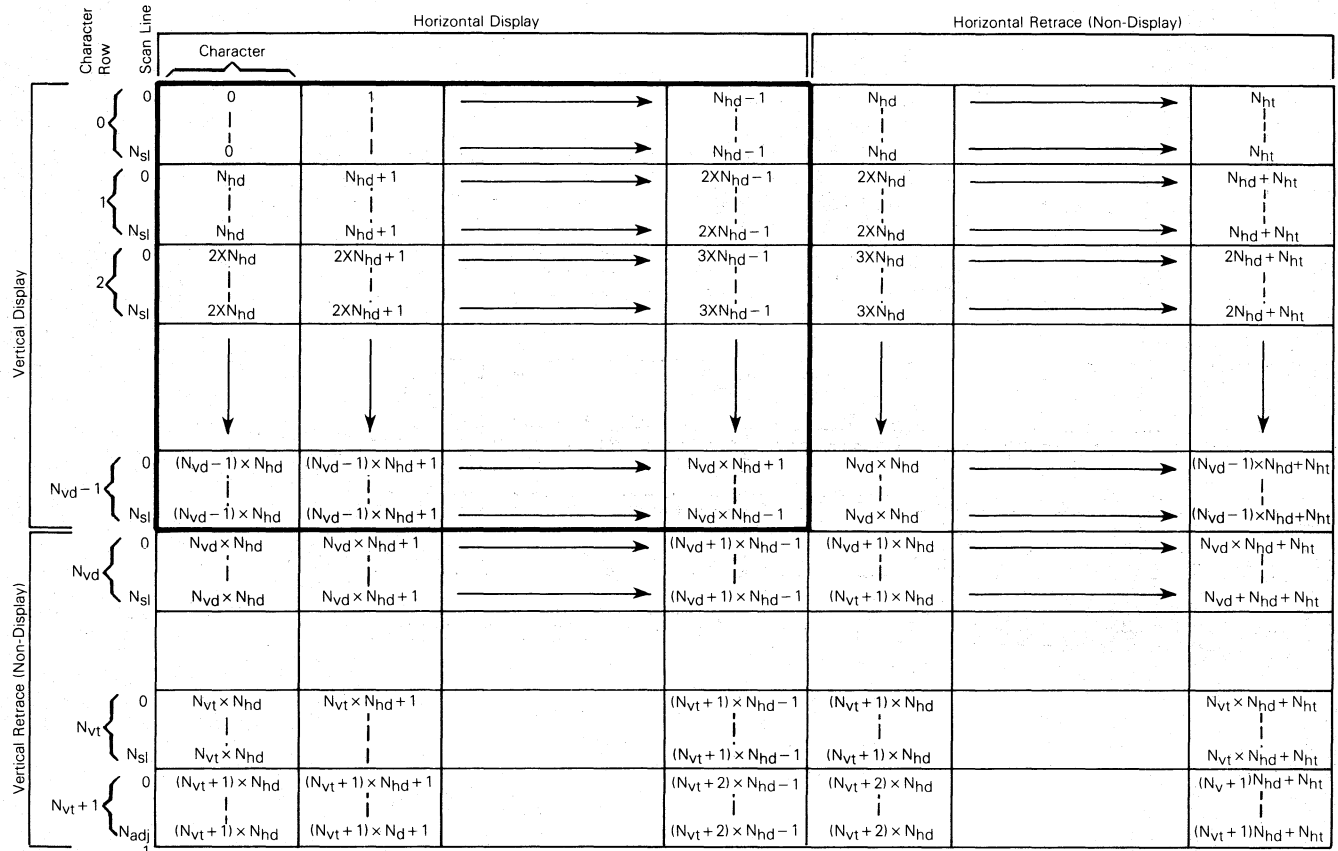 Horizontal Display Horizontal Retrace (Non-Display)
Character Row Scan Line Character
Vertical Display
0 0 0 1 Nhd − 1 Nhd Nht
Nsl 0 Nhd − 1 Nhd Nht
1 0 Nhd Nhd + 1 2XNhd − 1 2XNhd Nhd + Nht
Nsl Nhd Nhd + 1 2XNhd − 1 2XNhd Nhd + Nht
2 0 2XNhd 2XNhd + 1 3XNhd − 1 3XNhd 2Nhd + Nht
Nsl 2XNhd 2XNhd + 1 3XNhd − 1 3XNhd 2Nhd + Nht
Nvd − 1 0 (Nvd − 1) × Nhd (Nvd − 1) × Nhd + 1 Nvd × Nhd + 1 Nvd × Nhd (Nvd − 1) × Nhd + Nht
Nsl (Nvd − 1) × Nhd (Nvd − 1) × Nhd + 1 Nvd × Nhd − 1 Nvd × Nhd (Nvd − 1) × Nhd + Nht
Vertical Retrace (Non-Display)
Nvd 0 Nvd × Nhd Nvd × Nhd + 1 (Nvd + 1) × Nhd − 1 (Nvd + 1) × Nhd Nvd × Nhd + Nht
Nsl Nvd × Nhd Nvd × Nhd + 1 (Nvd + 1) × Nhd − 1 (Nvt + 1) × Nhd Nvd + Nhd + Nht
Nvt 0 Nvt × Nhd Nvt × Nhd + 1 (Nvt + 1) × Nhd − 1 (Nvt + 1) × Nhd Nvt × Nhd + Nht
Nsl Nvt × Nhd (Nvt + 1) × Nhd − 1 (Nvt + 1) × Nhd Nvt × Nhd + Nht
Nvt + 1 0 (Nvt + 1) × Nhd (Nvt + 1) × Nhd + 1 (Nvt + 2) × Nhd − 1 (Nvt + 2) × Nhd (Nv + 1)Nhd + Nht
Nadj (Nvt + 1) × Nhd (Nvt + 1) × Nd + 1 (Nvt + 2) × Nhd − 1 (Nvt + 2) × Nhd (Nvt + 1)Nhd + Nht